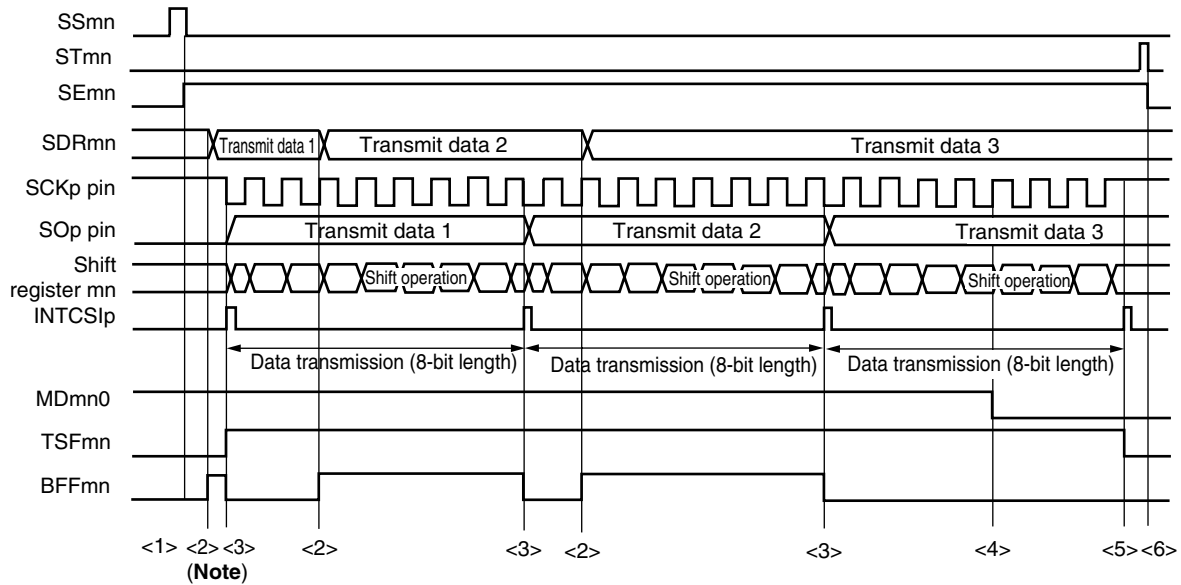 SSmn
STmn
SEmn
SDRmn
Transmit data 1
Transmit data 2
Transmit data 3
SCKp pin
SOp pin
Transmit data 1
Transmit data 2
Transmit data 3
Shift
register mn
Shift operation
Shift operation
Shift operation
INTCSIp
Data transmission (8-bit length)
Data transmission (8-bit length)
Data transmission (8-bit length)
MDmn0
TSFmn
BFFmn
<1> <2> <3> <2> <3> <2> <3> <4> <5> <6>
(Note)